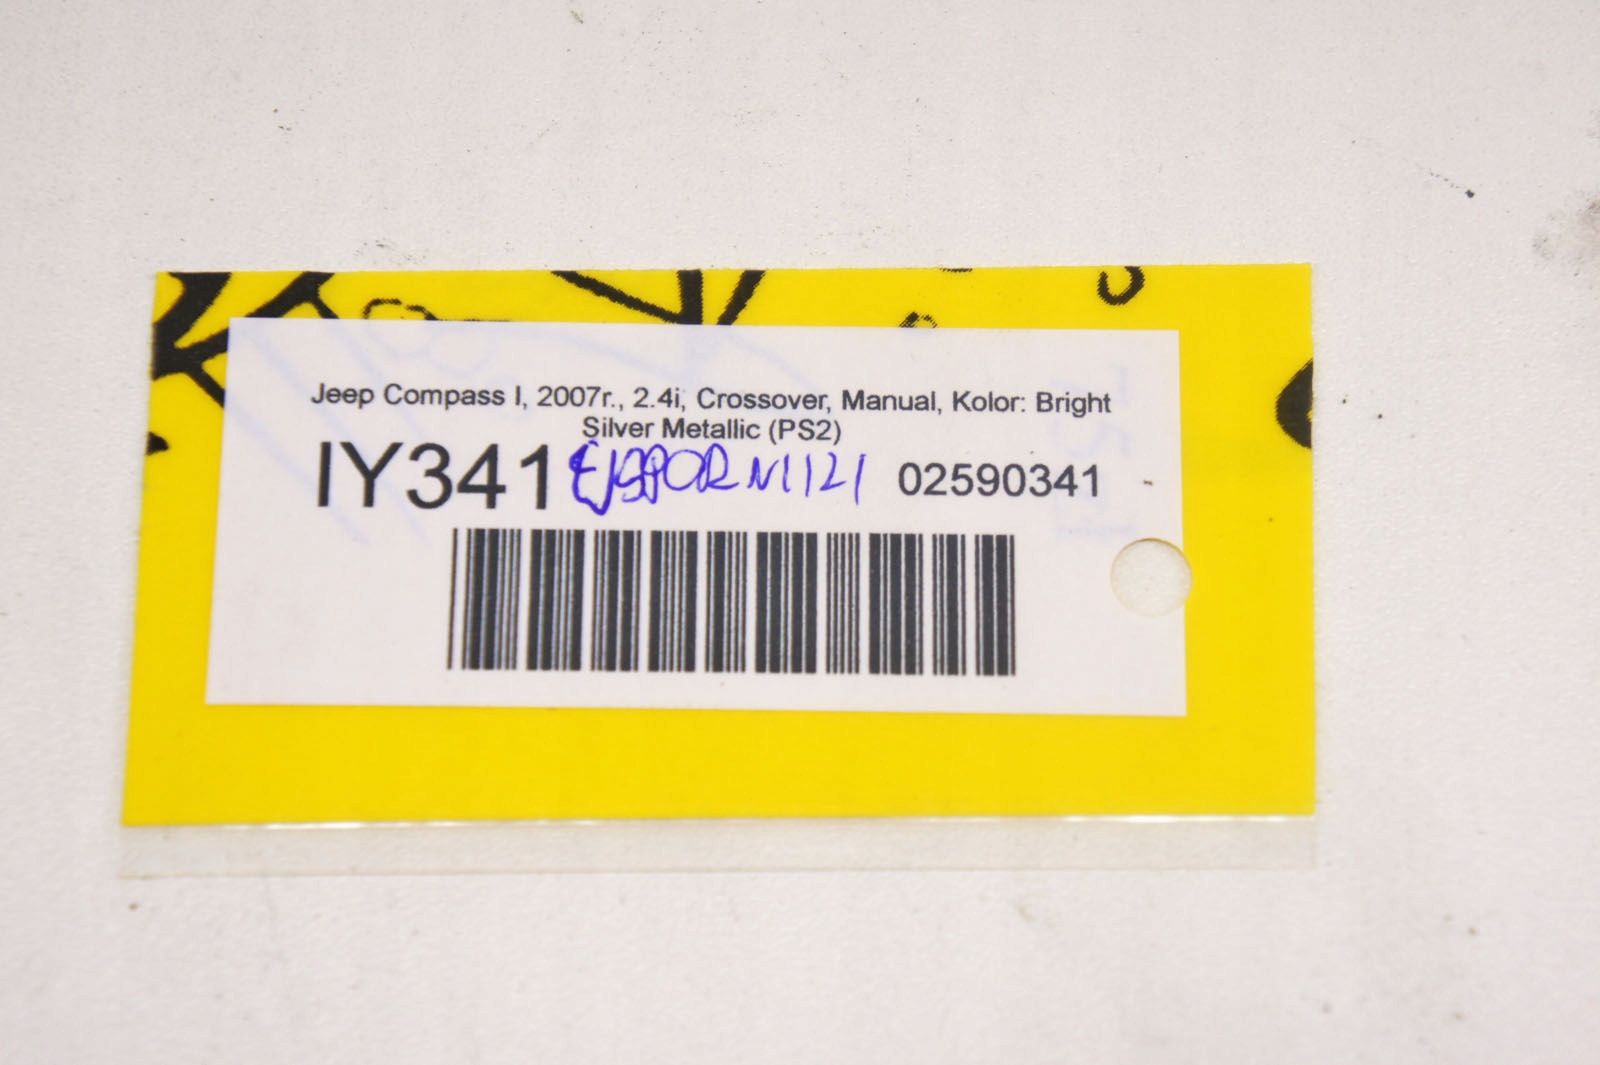 Jeep Compass I, 2007r., 2.4i, Crossover, Manual, Kolor: Bright
Silver Metallic (PS2)
IY341 02590341